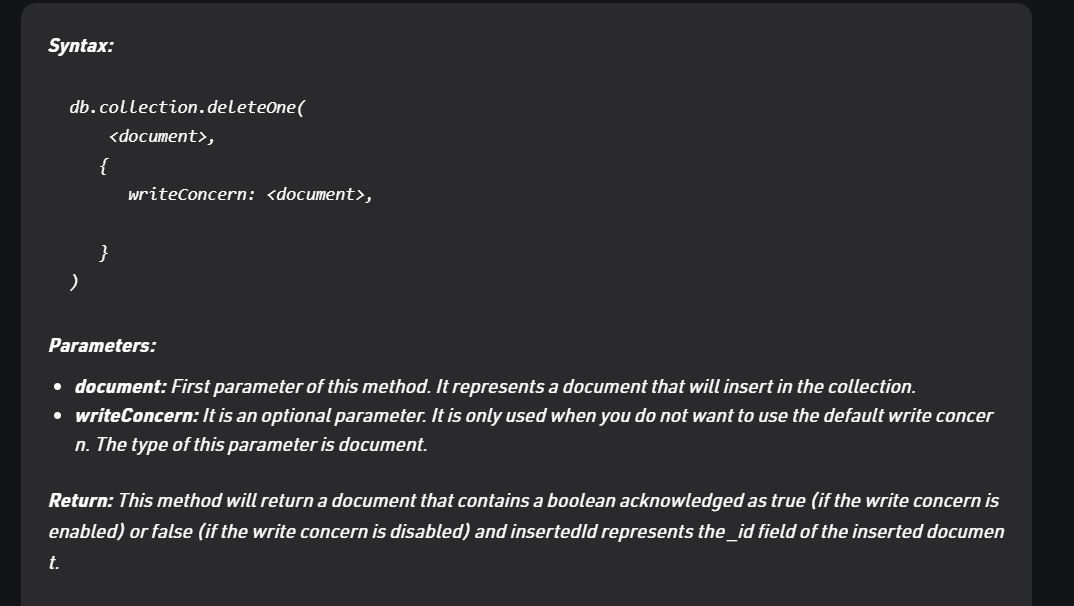 Syntax:
db.collection.deleteOne(
<document>,
{
writeConcern: <document>,
}
)
Parameters:
• document: First parameter of this method. It represents a document that will insert in the collection.
• writeConcern: It is an optional parameter. It is only used when you do not want to use the default write concer
n. The type of this parameter is document.
Return: This method will return a document that contains a boolean acknowledged as true (if the write concern is
enabled) or false (if the write concern is disabled) and insertedId represents the _id field of the inserted documen
t.